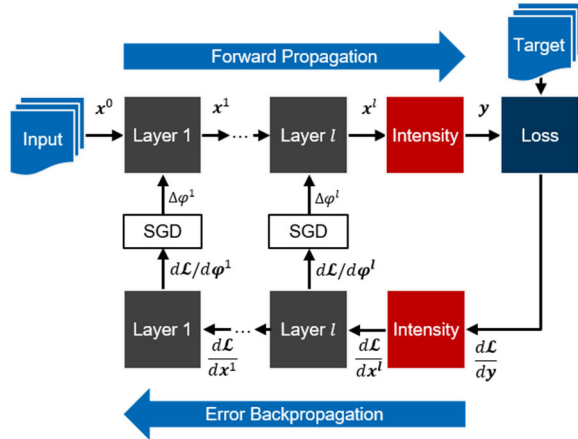 Forward Propagation
Target
x⁰ x¹ xˡ y
Input Layer 1 ... Layer l Intensity Loss
Δφ¹ Δφˡ
SGD SGD
dℒ/dφ¹ dℒ/dφˡ
Layer 1 ... Layer l Intensity
dℒ/dx¹ dℒ/dxˡ dℒ/dy
Error Backpropagation